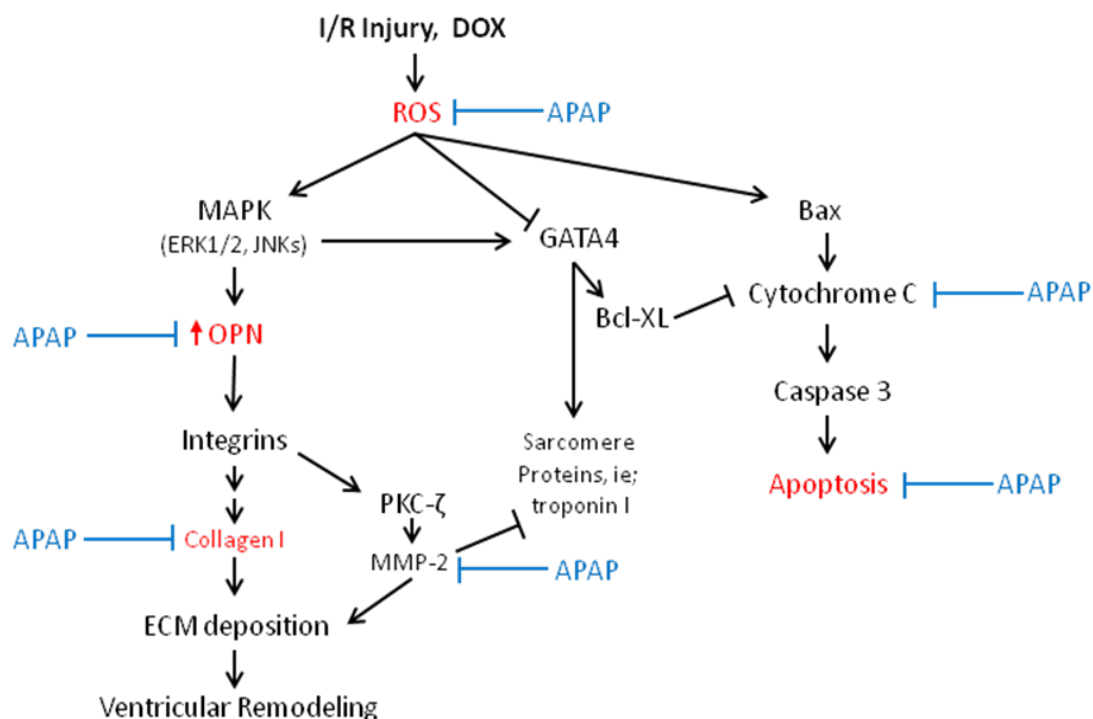 I/R Injury, DOX
ROS
APAP
MAPK
(ERK1/2, JNKs)
GATA4
Bax
Bcl-XL
Cytochrome C
APAP
APAP
↑OPN
Caspase 3
Integrins
Sarcomere
Proteins, ie;
troponin I
Apoptosis
APAP
PKC-ζ
APAP
Collagen I
MMP-2
APAP
ECM deposition
Ventricular Remodeling